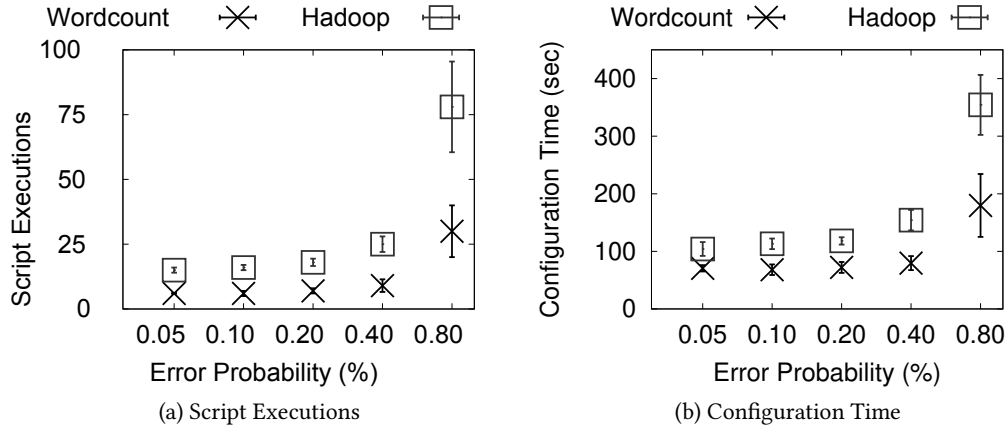 Wordcount Hadoop
100
75
50
25
0
Script Executions
0.05 0.10 0.20 0.40 0.80
Error Probability (%)
(a) Script Executions
Wordcount Hadoop
400
300
200
100
0
Configuration Time (sec)
0.05 0.10 0.20 0.40 0.80
Error Probability (%)
(b) Configuration Time